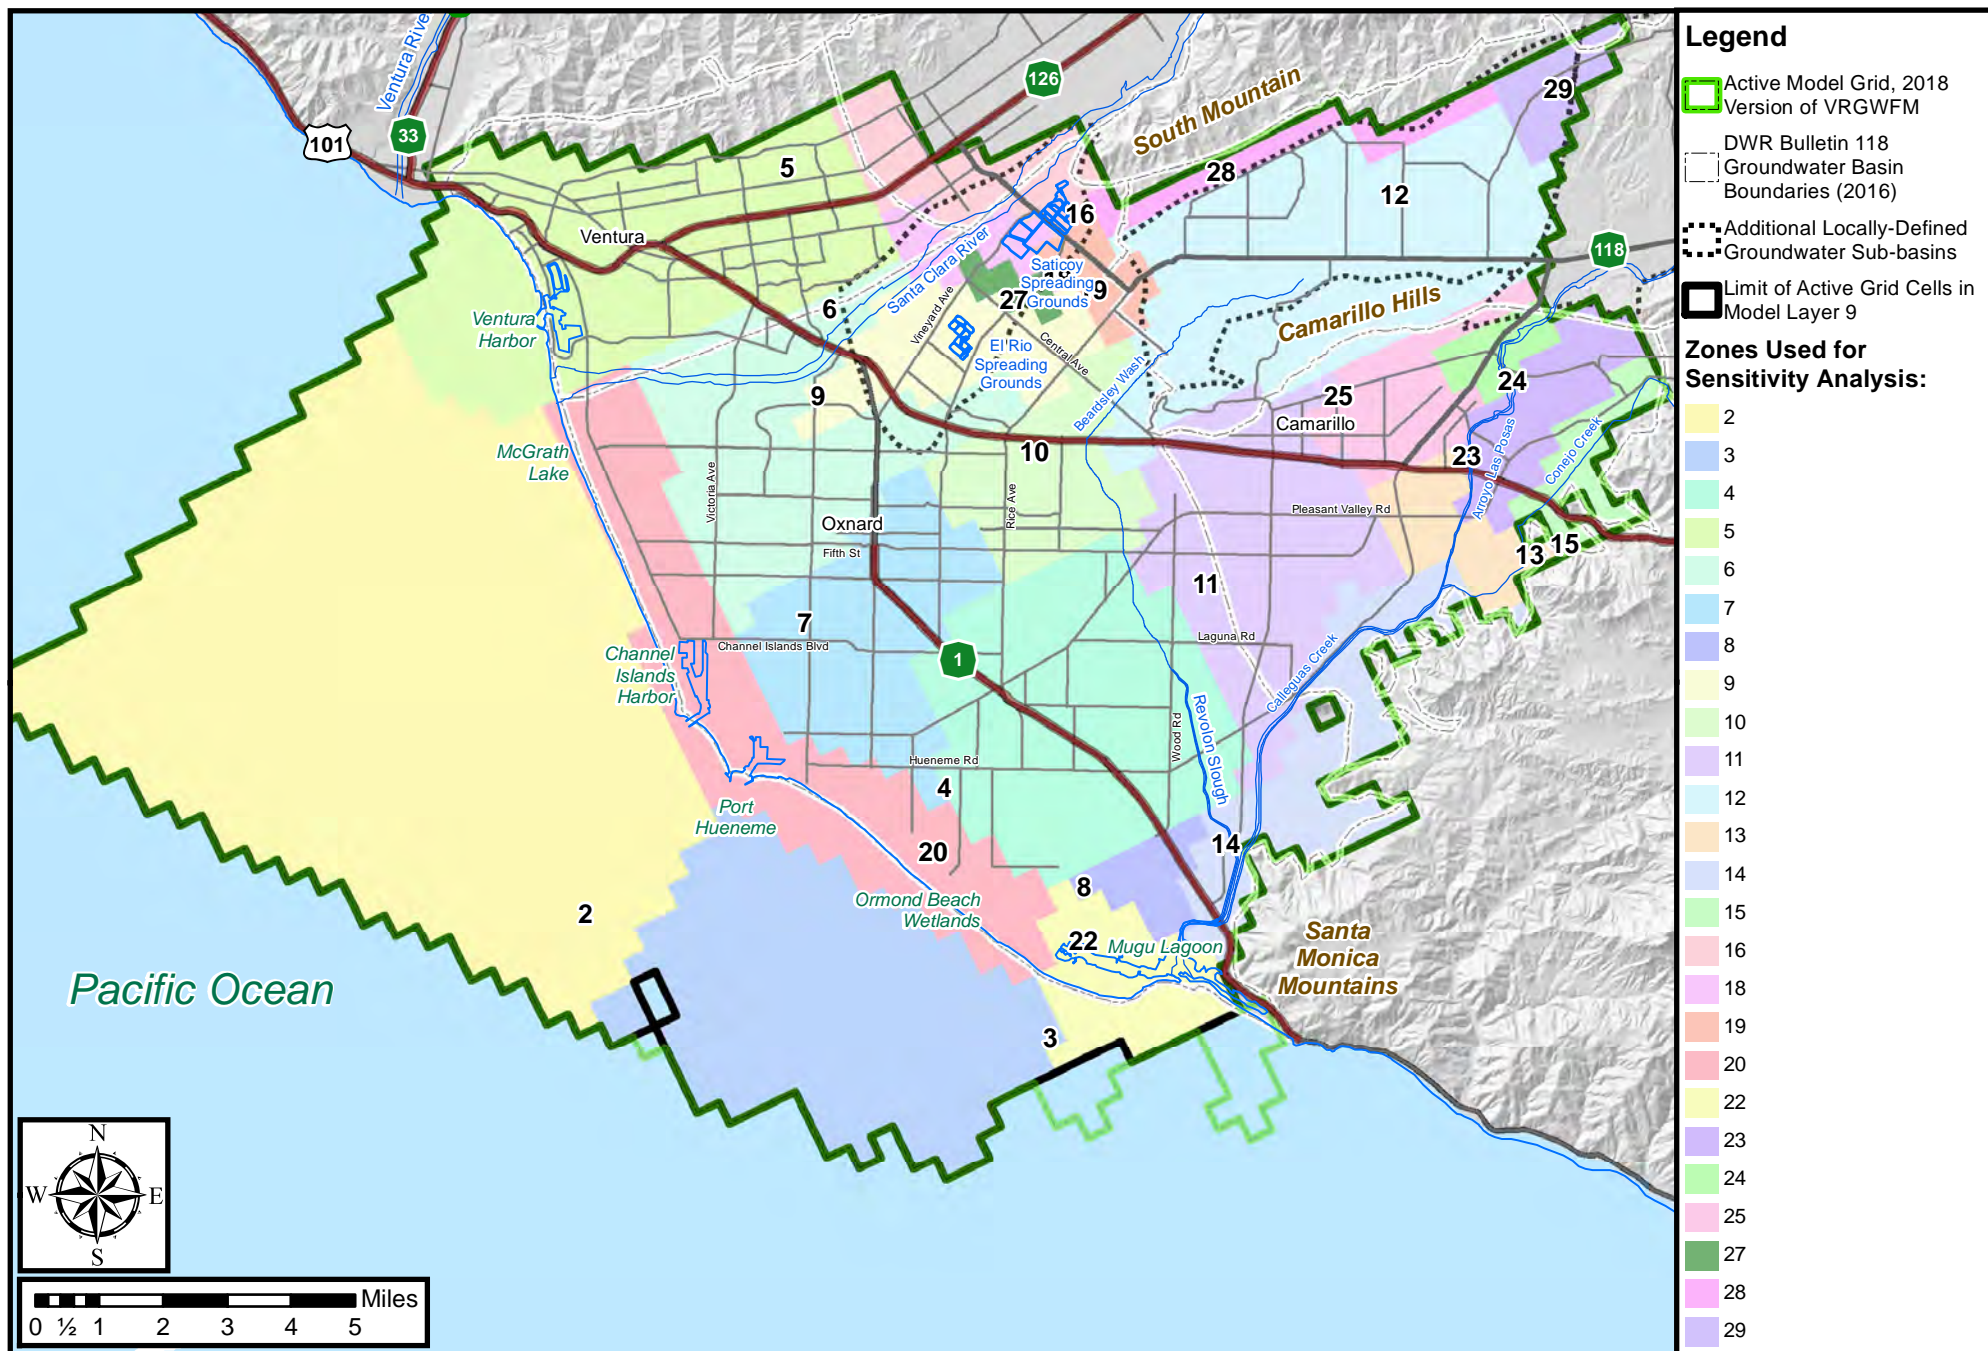 Ventura River
33
101
126
South Mountain
5
28
29
12
16
118
Ventura
Santa Clara River
Saticoy
Spreading
Grounds
18
19
27
6
Vineyard Ave
Central Ave
El Rio
Spreading
Grounds
Camarillo Hills
Ventura
Harbor
Beardsley Wash
9
25
24
Camarillo
10
23
Arroyo Las Posas
Conejo Creek
McGrath
Lake
Victoria Ave
Rice Ave
Pleasant Valley Rd
Oxnard
Fifth St
13
15
11
7
Channel Islands Blvd
Laguna Rd
1
Channel
Islands
Harbor
Calleguas Creek
Revolon Slough
Wood Rd
Hueneme Rd
4
Port
Hueneme
14
20
8
Ormond Beach
Wetlands
2
22
Mugu Lagoon
Santa
Monica
Mountains
Pacific Ocean
3
N
W
E
S
Miles
0 ½ 1 2 3 4 5
Legend
Active Model Grid, 2018
Version of VRGWFM
DWR Bulletin 118
Groundwater Basin
Boundaries (2016)
Additional Locally-Defined
Groundwater Sub-basins
Limit of Active Grid Cells in
Model Layer 9
Zones Used for
Sensitivity Analysis:
2
3
4
5
6
7
8
9
10
11
12
13
14
15
16
18
19
20
22
23
24
25
27
28
29